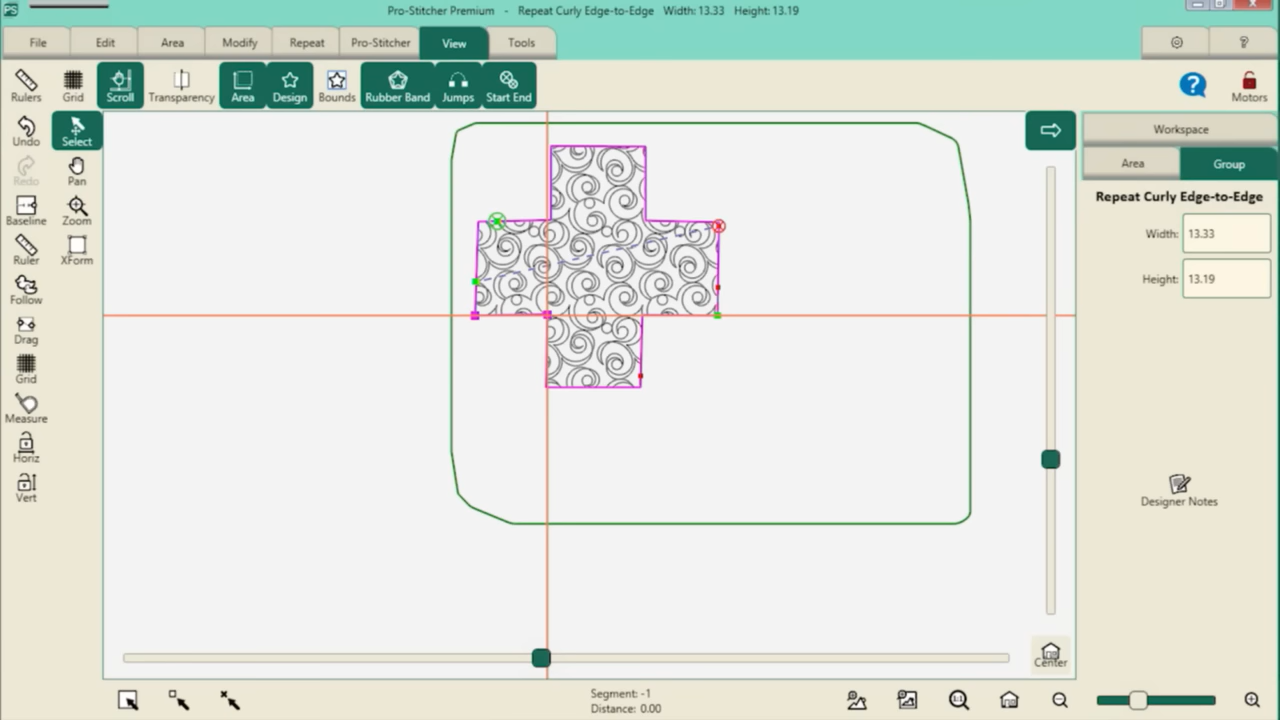 PS
Pro-Stitcher Premium - Repeat Curly Edge-to-Edge Width: 13.33 Height: 13.19
File Edit Area Modify Repeat Pro-Stitcher View Tools ?
Rulers Grid Scroll Transparency Area Design Bounds Rubber Band Jumps Start End ? Motors
Undo Select
Redo Pan
Baseline Zoom
Ruler XForm
Follow
Drag
Grid
Measure
Horiz
Vert
Workspace
Area Group
Repeat Curly Edge-to-Edge
Width: 13.33
Height: 13.19
Designer Notes
Center
Segment: -1
Distance: 0.00
1:1